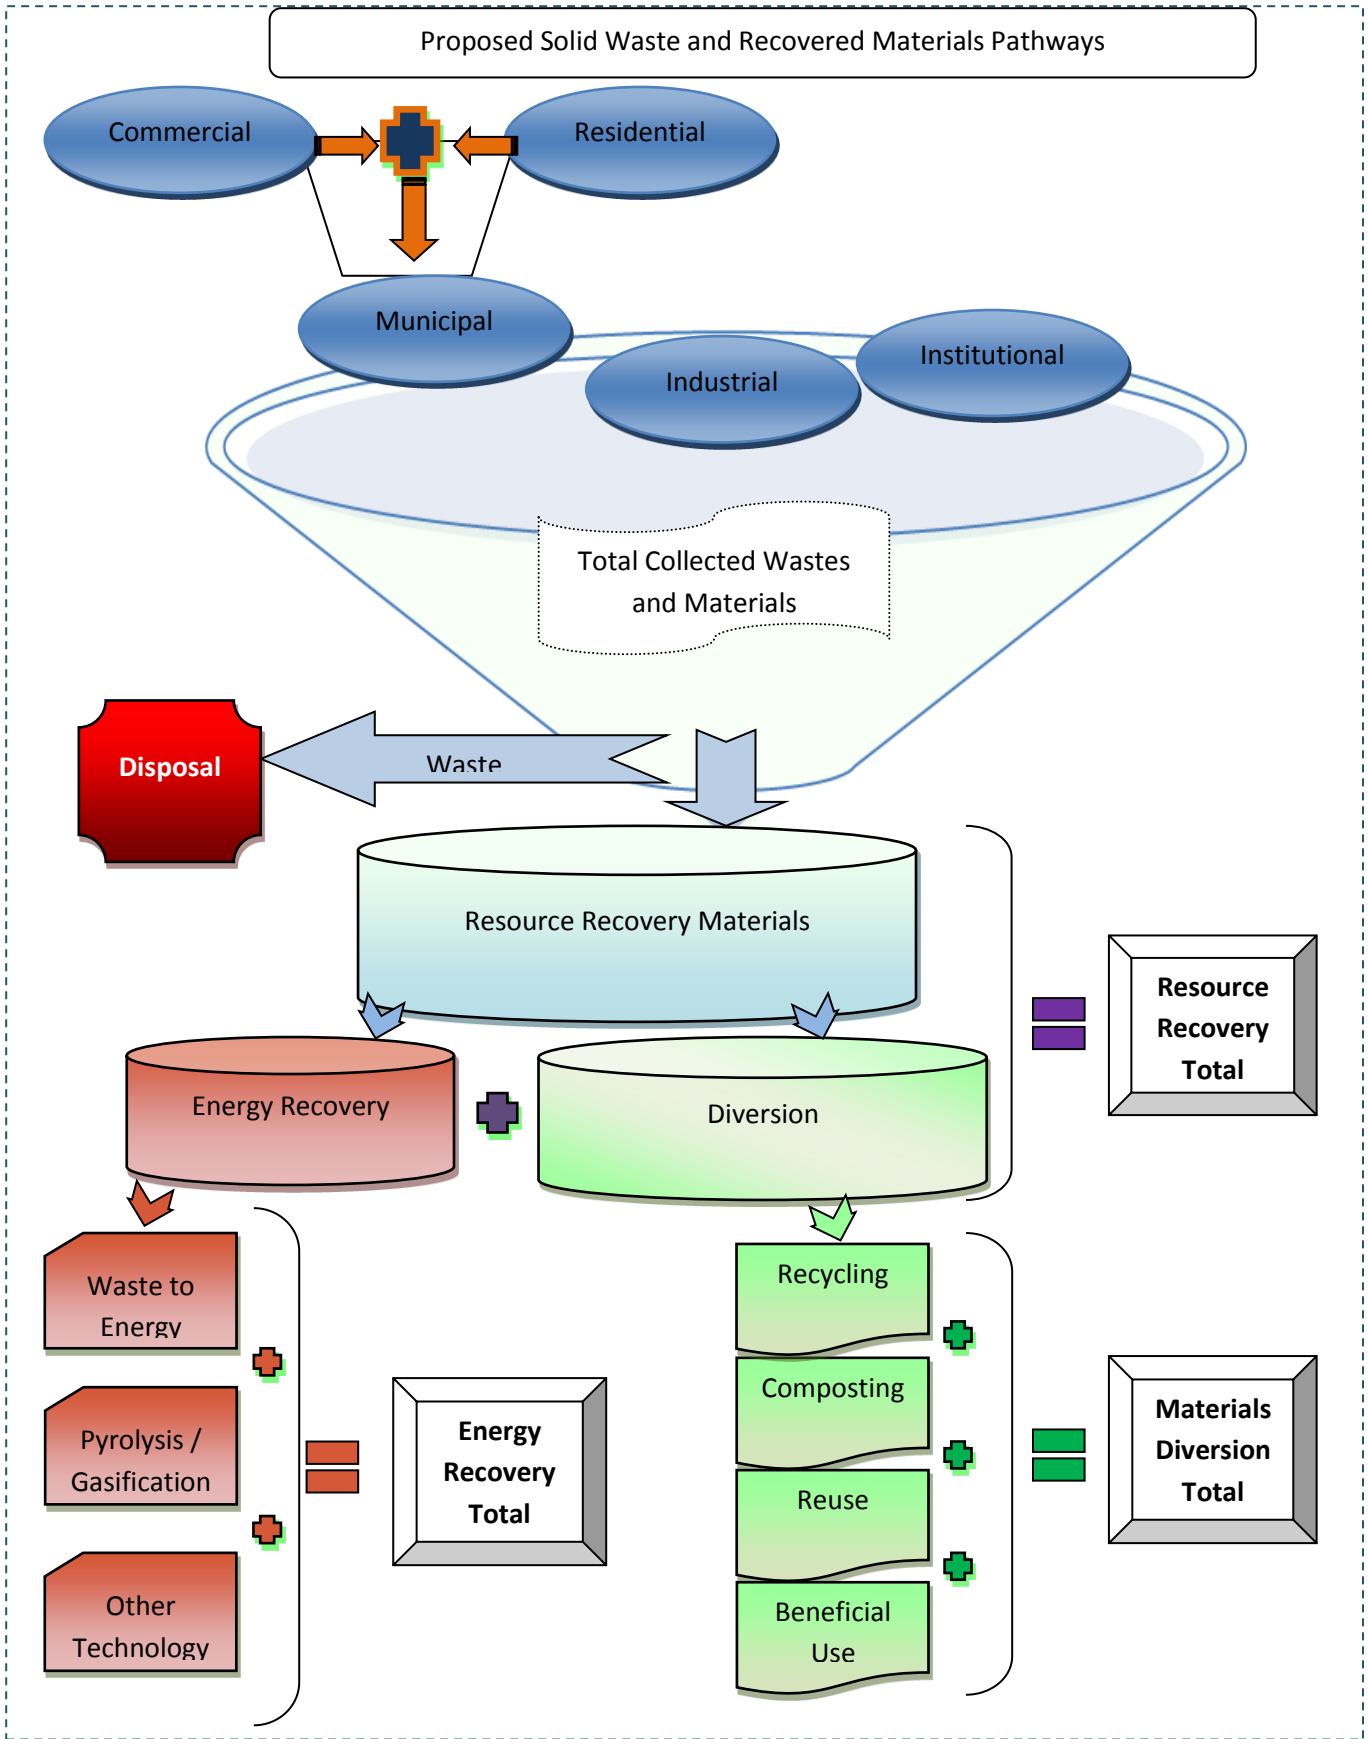 Proposed Solid Waste and Recovered Materials Pathways
Commercial
Residential
Municipal
Industrial
Institutional
Total Collected Wastes
and Materials
Disposal
Waste
Resource Recovery Materials
Resource
Recovery
Total
Energy Recovery
Diversion
Waste to
Energy
Pyrolysis /
Gasification
Other
Technology
Energy
Recovery
Total
Recycling
Composting
Reuse
Beneficial
Use
Materials
Diversion
Total